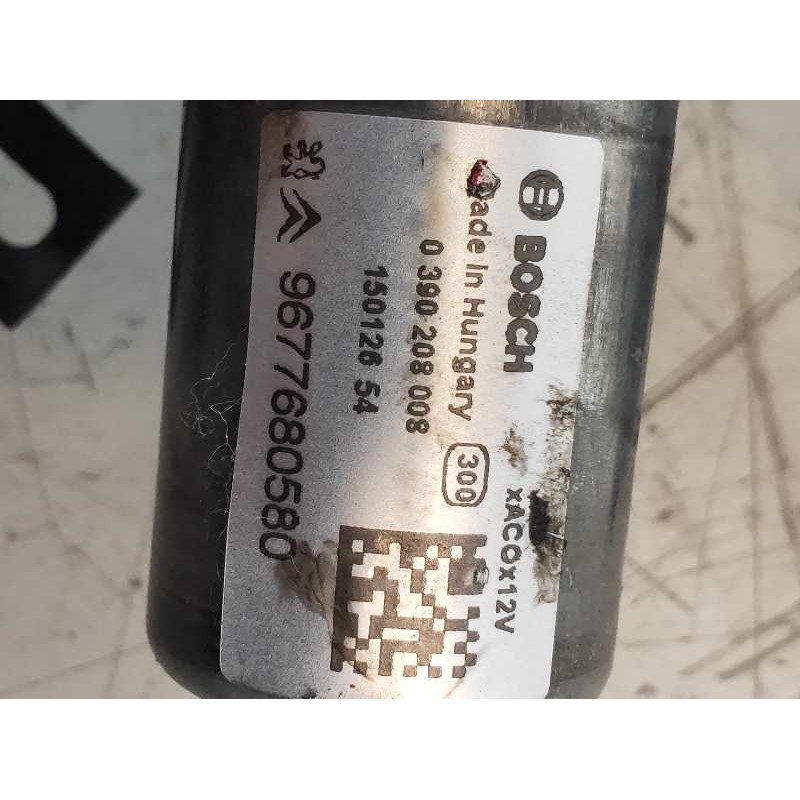 BOSCH
xACOx12V
ade In Hungary
300
0 390 208 008
150126 54
9677680580